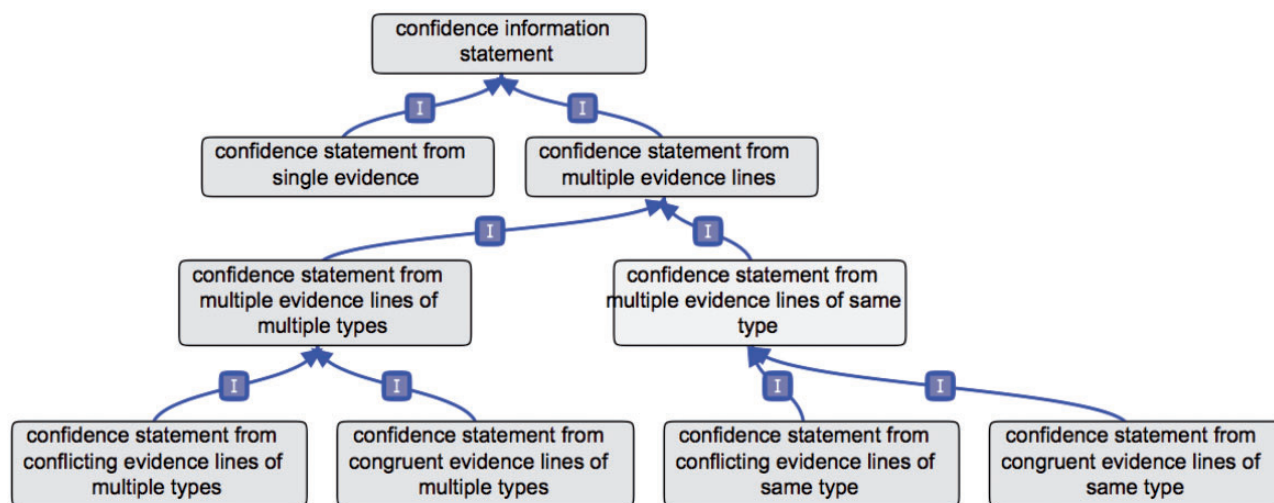 confidence information
statement
I
I
confidence statement from
single evidence
confidence statement from
multiple evidence lines
I
I
confidence statement from
multiple evidence lines of
multiple types
confidence statement from
multiple evidence lines of same
type
I
I
I
I
confidence statement from
conflicting evidence lines of
multiple types
confidence statement from
congruent evidence lines of
multiple types
confidence statement from
conflicting evidence lines of
same type
confidence statement from
congruent evidence lines of
same type